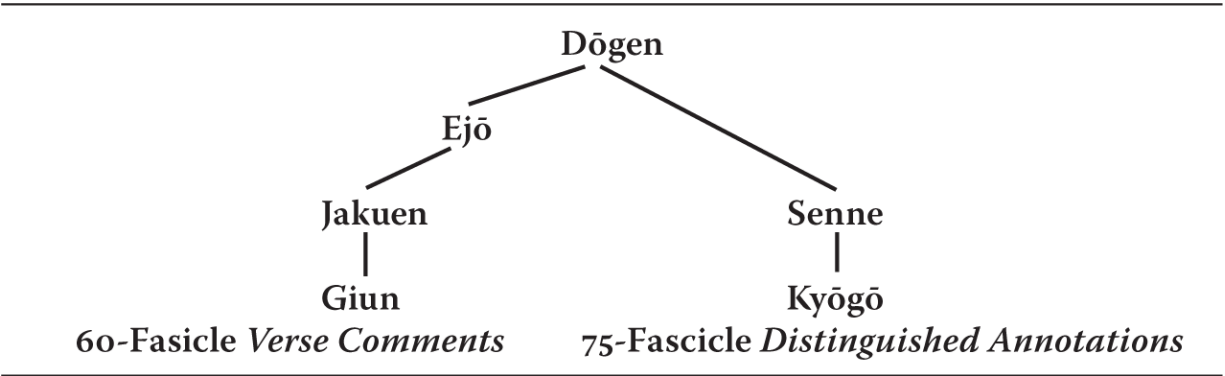 Dōgen
Ejō
Jakuen Senne
Giun Kyōgō
60-Fasicle Verse Comments 75-Fascicle Distinguished Annotations